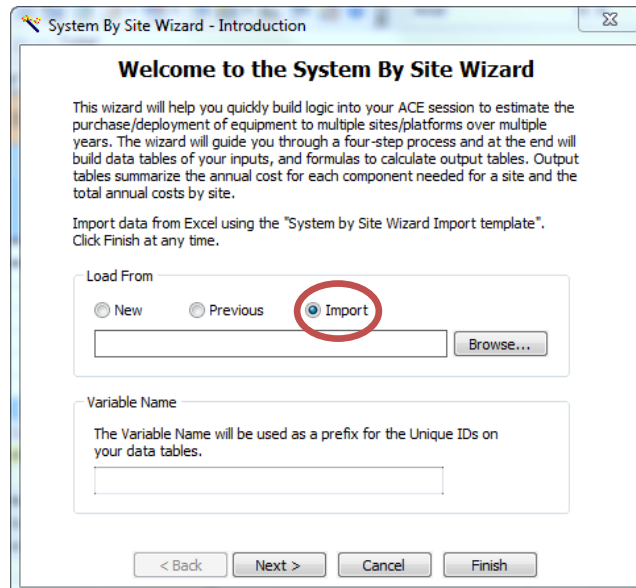 System By Site Wizard - Introduction
Welcome to the System By Site Wizard
This wizard will help you quickly build logic into your ACE session to estimate the
purchase/deployment of equipment to multiple sites/platforms over multiple
years. The wizard will guide you through a four-step process and at the end will
build data tables of your inputs, and formulas to calculate output tables. Output
tables summarize the annual cost for each component needed for a site and the
total annual costs by site.
Import data from Excel using the "System by Site Wizard Import template".
Click Finish at any time.
Load From
New Previous Import
Browse...
Variable Name
The Variable Name will be used as a prefix for the Unique IDs on
your data tables.
< Back Next > Cancel Finish